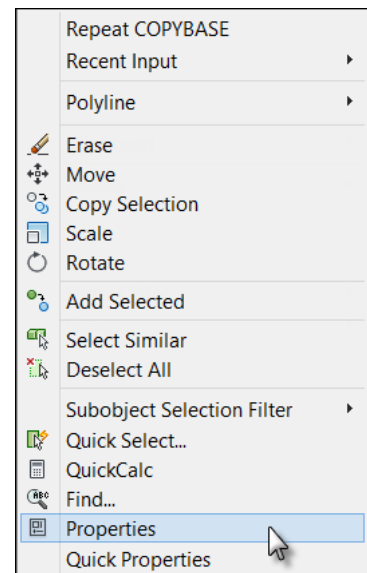 Repeat COPYBASE
Recent Input
Polyline
Erase
Move
Copy Selection
Scale
Rotate
Add Selected
Select Similar
Deselect All
Subobject Selection Filter
Quick Select...
QuickCalc
ABC
Find...
Properties
Quick Properties